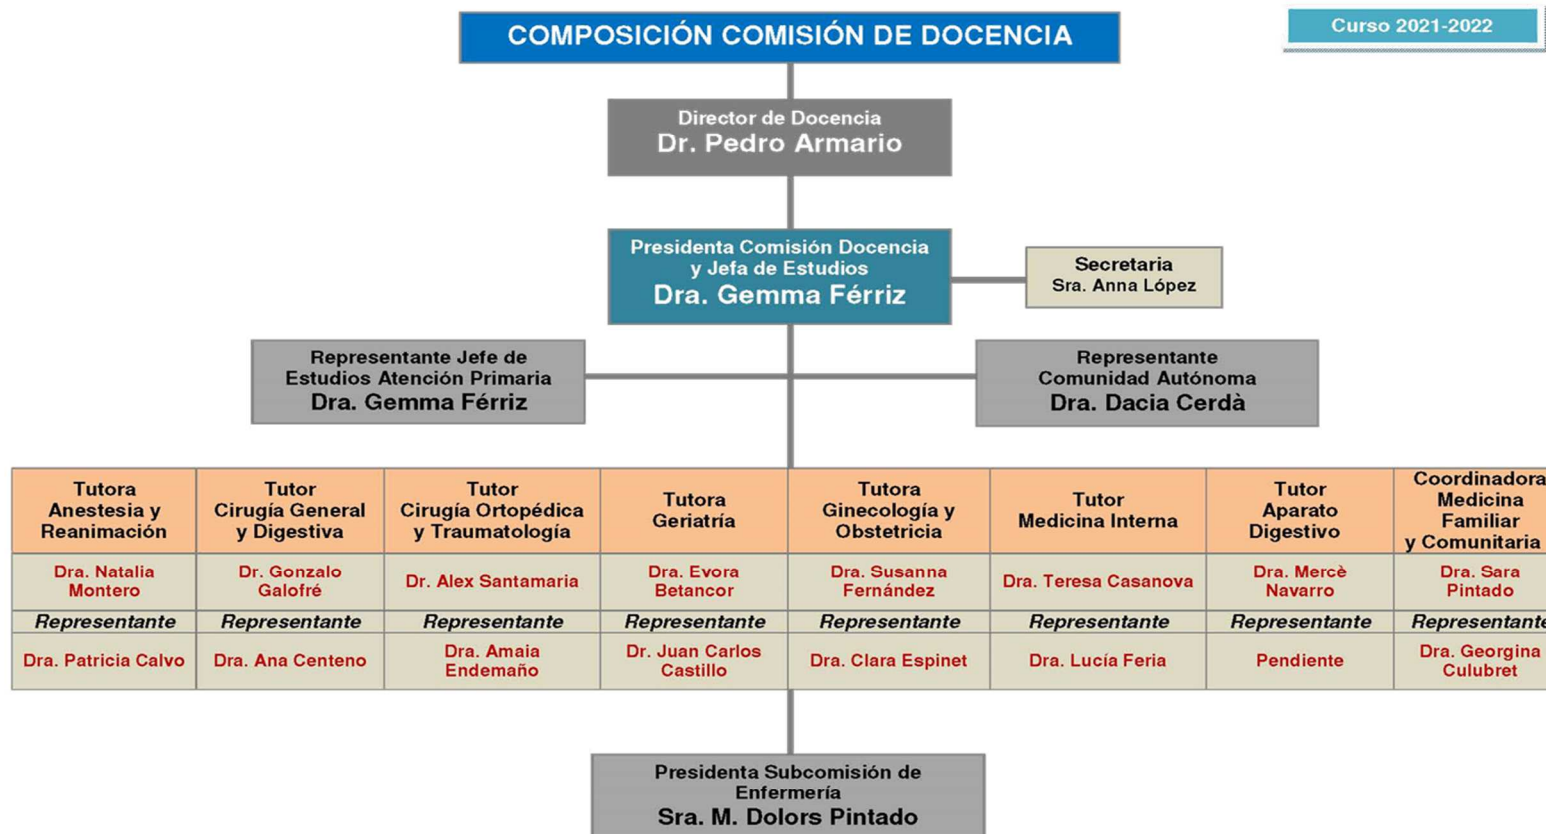 COMPOSICIÓN COMISIÓN DE DOCENCIA
Curso 2021-2022
Director de Docencia
Dr. Pedro Armario
Presidenta Comisión Docencia
y Jefa de Estudios
Dra. Gemma Férriz
Secretaria
Sra. Anna López
Representante Jefe de
Estudios Atención Primaria
Dra. Gemma Férriz
Representante
Comunidad Autónoma
Dra. Dacia Cerdà
Tutora
Anestesia y
Reanimación
Tutor
Cirugía General
y Digestiva
Tutor
Cirugía Ortopédica
y Traumatología
Tutora
Geriatría
Tutora
Ginecología y
Obstetricia
Tutor
Medicina Interna
Tutor
Aparato
Digestivo
Coordinadora
Medicina
Familiar
y Comunitaria
Dra. Natalia
Montero
Dr. Gonzalo
Galofré
Dr. Alex Santamaria
Dra. Evora
Betancor
Dra. Susanna
Fernández
Dra. Teresa Casanova
Dra. Mercè
Navarro
Dra. Sara
Pintado
Representante
Representante
Representante
Representante
Representante
Representante
Representante
Representante
Dra. Patricia Calvo
Dra. Ana Centeno
Dra. Amaia
Endemaño
Dr. Juan Carlos
Castillo
Dra. Clara Espinet
Dra. Lucía Feria
Pendiente
Dra. Georgina
Culubret
Presidenta Subcomisión de
Enfermería
Sra. M. Dolors Pintado